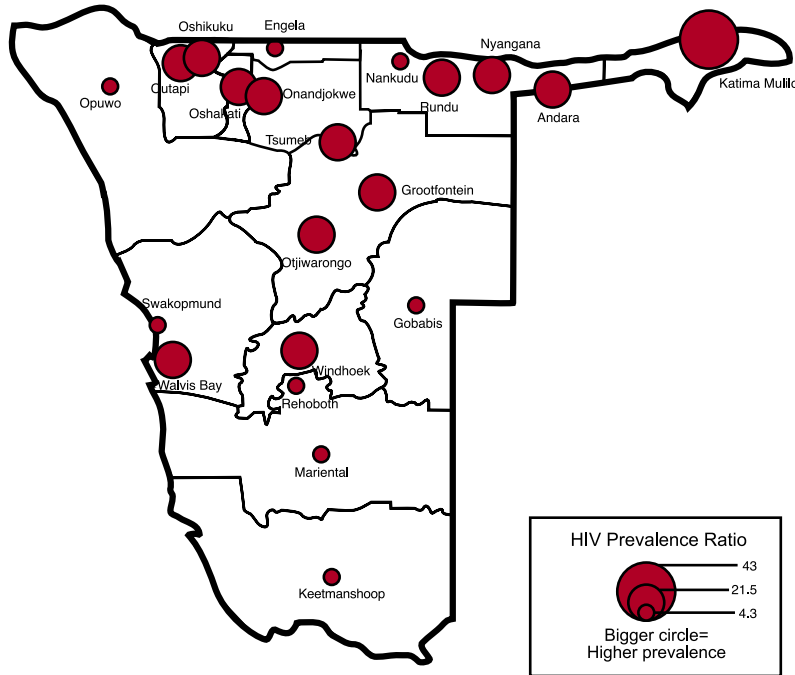 Oshikuku
Engela
Nyangana
Opuwo
Outapi
Oshakati
Onandjokwe
Nankudu
Rundu
Andara
Katima Mulilo
Tsumeb
Grootfontein
Otjiwarongo
Swakopmund
Gobabis
Walvis Bay
Windhoek
Rehoboth
Mariental
Keetmanshoop
HIV Prevalence Ratio
43
21.5
4.3
Bigger circle=
Higher prevalence